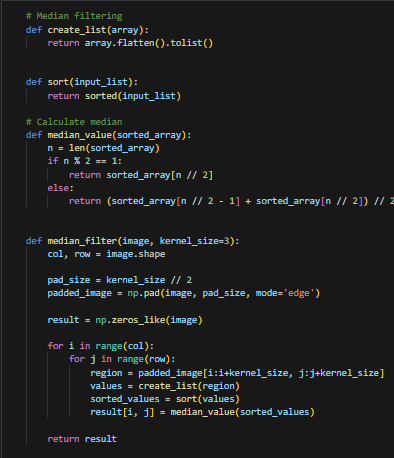 # Median filtering
def create_list(array):
    return array.flatten().tolist()
def sort(input_list):
    return sorted(input_list)
# Calculate median
def median_value(sorted_array):
    n = len(sorted_array)
    if n % 2 == 1:
        return sorted_array[n // 2]
    else:
        return (sorted_array[n // 2 - 1] + sorted_array[n // 2]) // 2
def median_filter(image, kernel_size=3):
    col, row = image.shape
    pad_size = kernel_size // 2
    padded_image = np.pad(image, pad_size, mode='edge')
    result = np.zeros_like(image)
    for i in range(col):
        for j in range(row):
            region = padded_image[i:i+kernel_size, j:j+kernel_size]
            values = create_list(region)
            sorted_values = sort(values)
            result[i, j] = median_value(sorted_values)
    return result